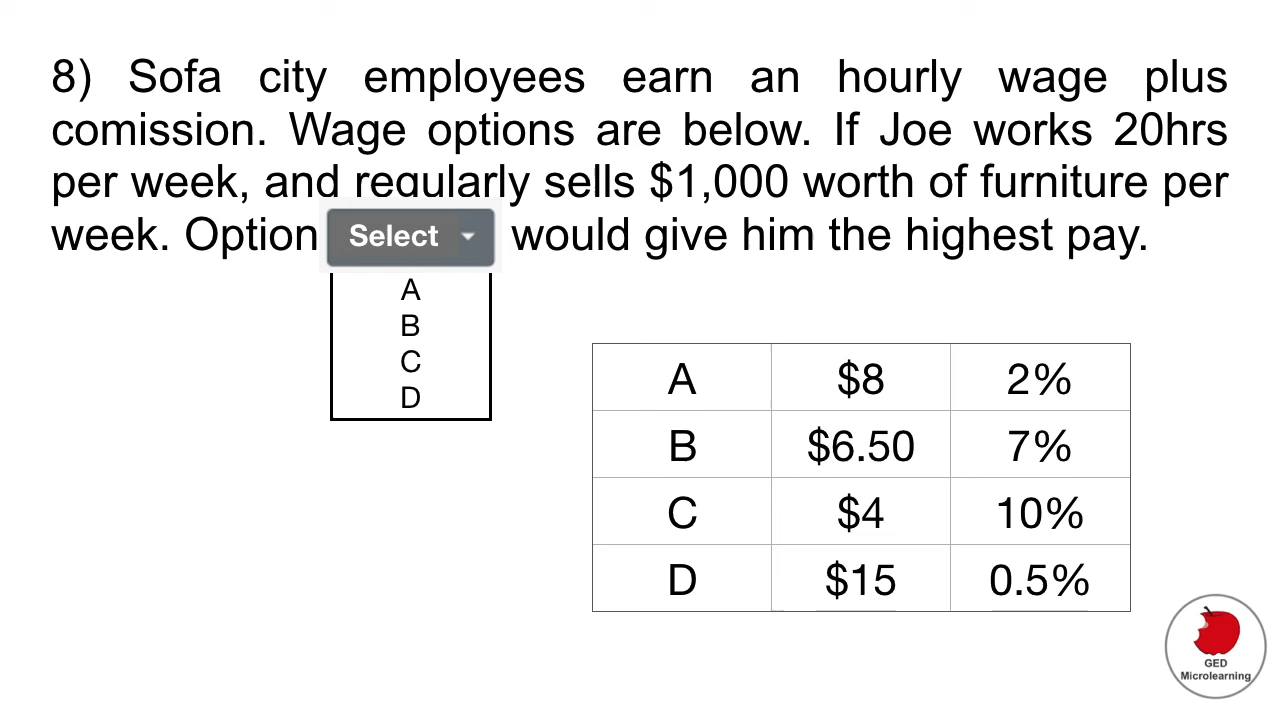 8) Sofa city employees earn an hourly wage plus
comission. Wage options are below. If Joe works 20hrs
per week, and regularly sells $1,000 worth of furniture per
week. Option Select would give him the highest pay.
A
B
C
D
A $8 2%
B $6.50 7%
C $4 10%
D $15 0.5%
GED
Microlearning